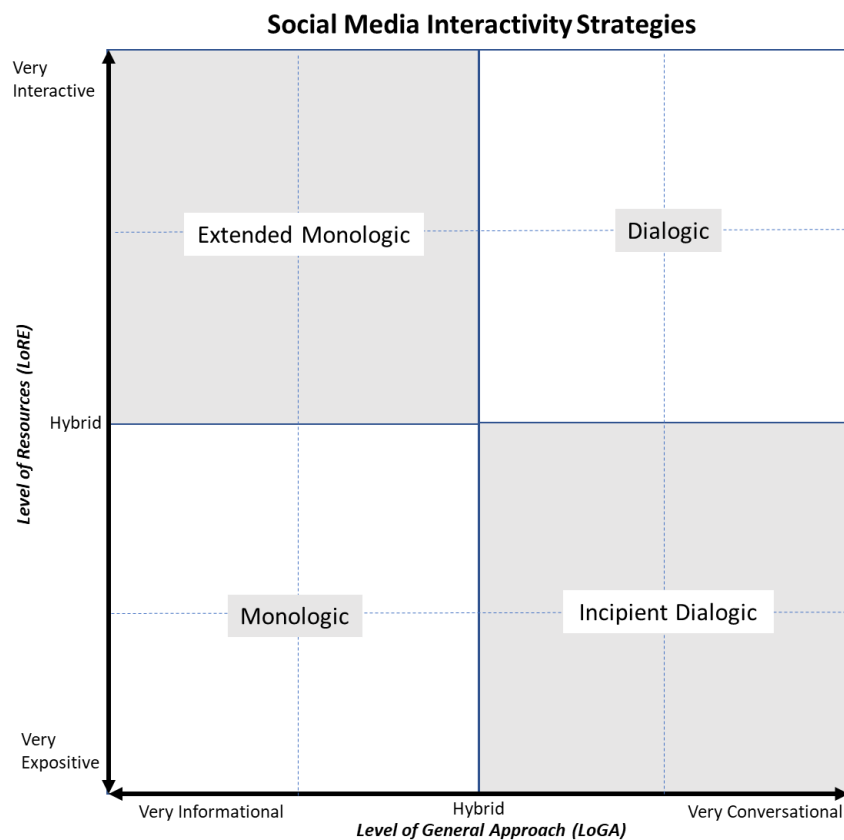 Social Media Interactivity Strategies
Very
Interactive
Extended Monologic
Dialogic
Level of Resources (LoRE)
Hybrid
Monologic
Incipient Dialogic
Very
Expositive
Very Informational
Hybrid
Very Conversational
Level of General Approach (LoGA)